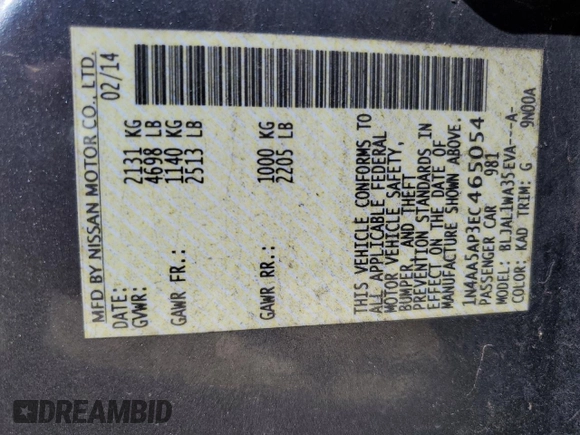 MFD BY NISSAN MOTOR CO., LTD.
DATE: 02/14
GVWR: 2131 KG
4698 LB
GAWR FR.: 1140 KG
2513 LB
GAWR RR.: 1000 KG
2205 LB
THIS VEHICLE CONFORMS TO
ALL APPLICABLE FEDERAL
MOTOR VEHICLE SAFETY,
BUMPER, AND THEFT
PREVENTION STANDARDS IN
EFFECT ON THE DATE OF
MANUFACTURE SHOWN ABOVE.
1N4AA5AP3EC465054
PASSENGER CAR 981
MODEL: BLJALJWA35EVA---A-
COLOR: KAD TRIM: G 9N00A
DREAMBID